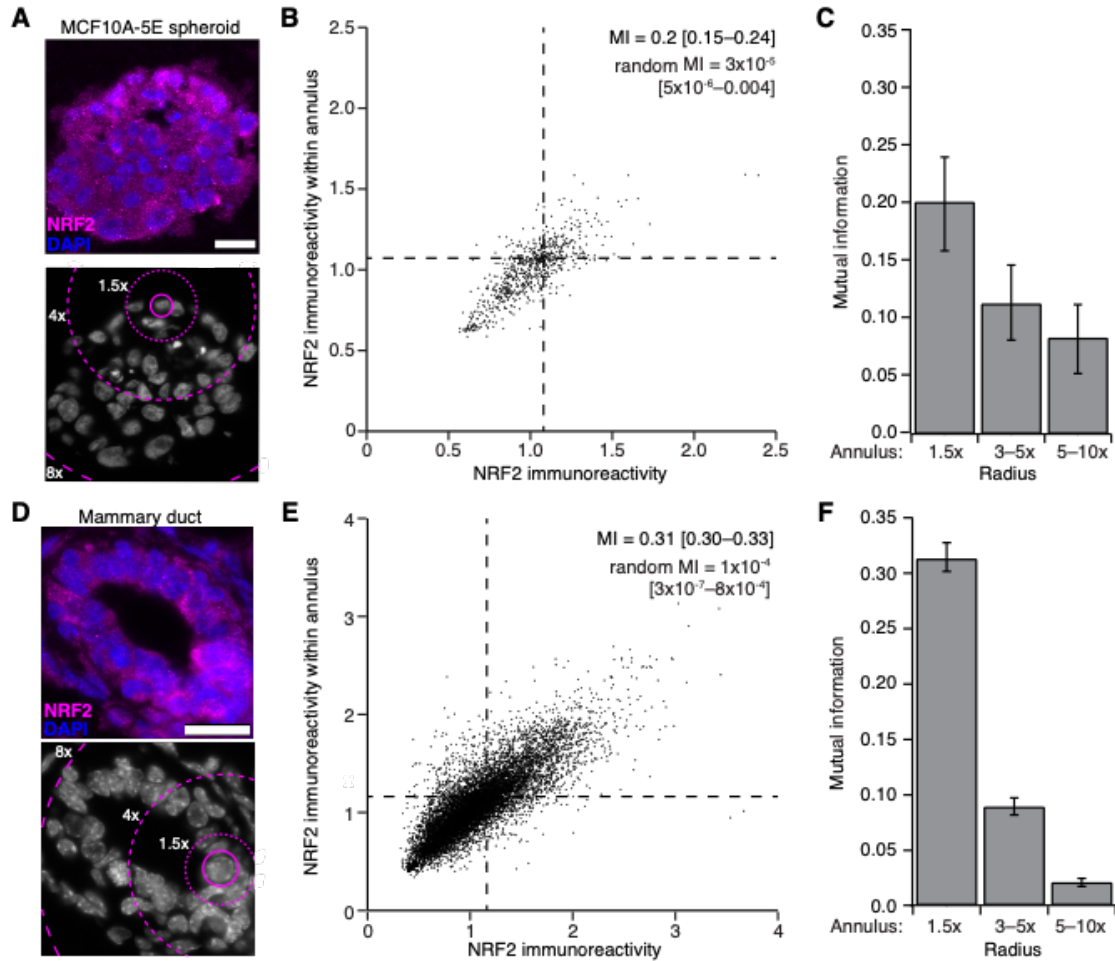 A
MCF10A-5E spheroid
NRF2
DAPI
1.5x
4x
8x
B
2.5
2.0
1.5
1.0
0.5
0
NRF2 immunoreactivity within annulus
MI = 0.2 [0.15–0.24]
random MI = 3x10⁻⁵
[5x10⁻⁶–0.004]
0
0.5
1.0
1.5
2.0
2.5
NRF2 immunoreactivity
C
0.35
0.30
0.25
0.20
0.15
0.10
0.05
0.0
Mutual information
Annulus: 1.5x 3–5x 5–10x
Radius
D
Mammary duct
NRF2
DAPI
8x
4x
1.5x
E
4
3
2
1
0
NRF2 immunoreactivity within annulus
MI = 0.31 [0.30–0.33]
random MI = 1x10⁻⁴
[3x10⁻⁷–8x10⁻⁴]
0
1
2
3
4
NRF2 immunoreactivity
F
0.35
0.30
0.25
0.20
0.15
0.10
0.05
0.0
Mutual information
Annulus: 1.5x 3–5x 5–10x
Radius